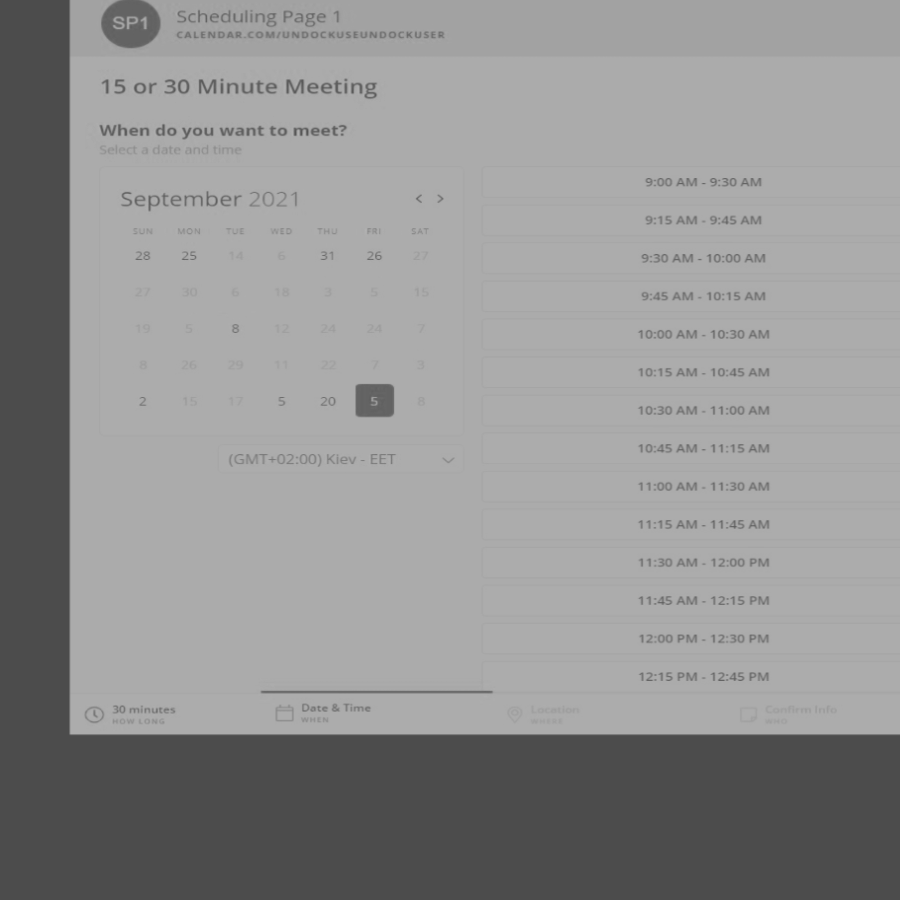 SP1
Scheduling Page 1
CALENDAR.COM/UNDOCKUSEUNDOCKUSER
15 or 30 Minute Meeting
When do you want to meet?
Select a date and time
September 2021 < >
SUN MON TUE WED THU FRI SAT
28 25 14 6 31 26 27
27 30 6 18 3 5 15
19 5 8 12 24 24 7
8 26 29 11 22 7 3
2 15 17 5 20 5 8
(GMT+02:00) Kiev - EET
9:00 AM - 9:30 AM
9:15 AM - 9:45 AM
9:30 AM - 10:00 AM
9:45 AM - 10:15 AM
10:00 AM - 10:30 AM
10:15 AM - 10:45 AM
10:30 AM - 11:00 AM
10:45 AM - 11:15 AM
11:00 AM - 11:30 AM
11:15 AM - 11:45 AM
11:30 AM - 12:00 PM
11:45 AM - 12:15 PM
12:00 PM - 12:30 PM
12:15 PM - 12:45 PM
30 minutes
HOW LONG
Date & Time
WHEN
Location
WHERE
Confirm Info
WHO